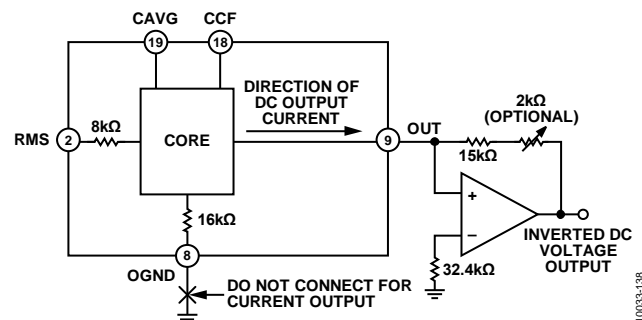 CAVG
CCF
19
18
DIRECTION OF
DC OUTPUT
CURRENT
2kΩ
(OPTIONAL)
RMS
2
8kΩ
CORE
9
OUT
15kΩ
16kΩ
+
–
8
OGND
32.4kΩ
INVERTED DC
VOLTAGE
OUTPUT
DO NOT CONNECT FOR
CURRENT OUTPUT
10033-138